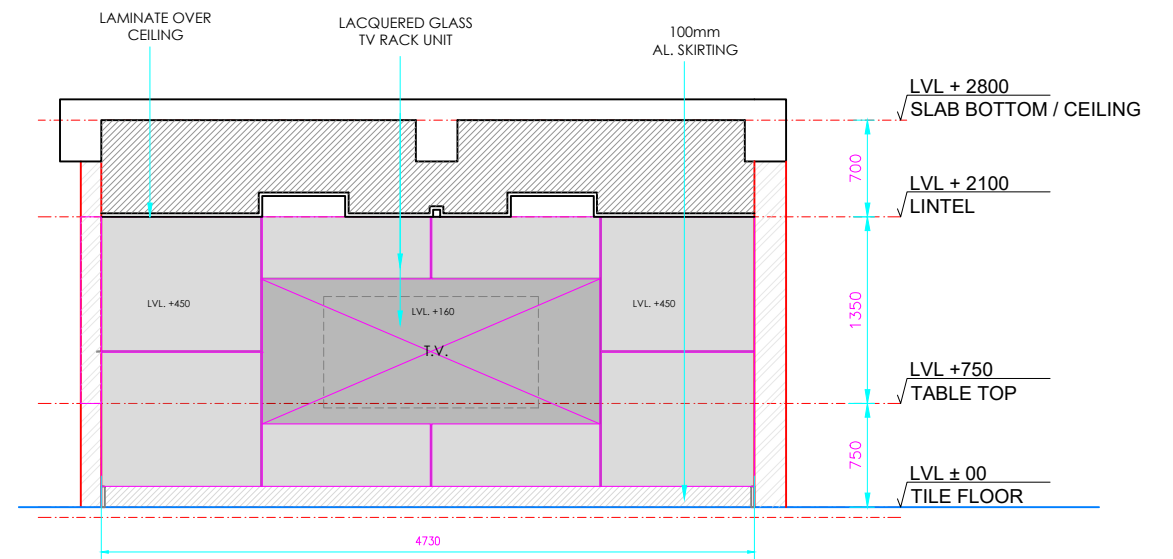 LAMINATE OVER
CEILING
LACQUERED GLASS
TV RACK UNIT
100mm
AL. SKIRTING
LVL + 2800
SLAB BOTTOM / CEILING
700
LVL + 2100
LINTEL
LVL. +450
LVL. +160
LVL. +450
1350
T.V.
LVL +750
TABLE TOP
750
LVL ± 00
TILE FLOOR
4730